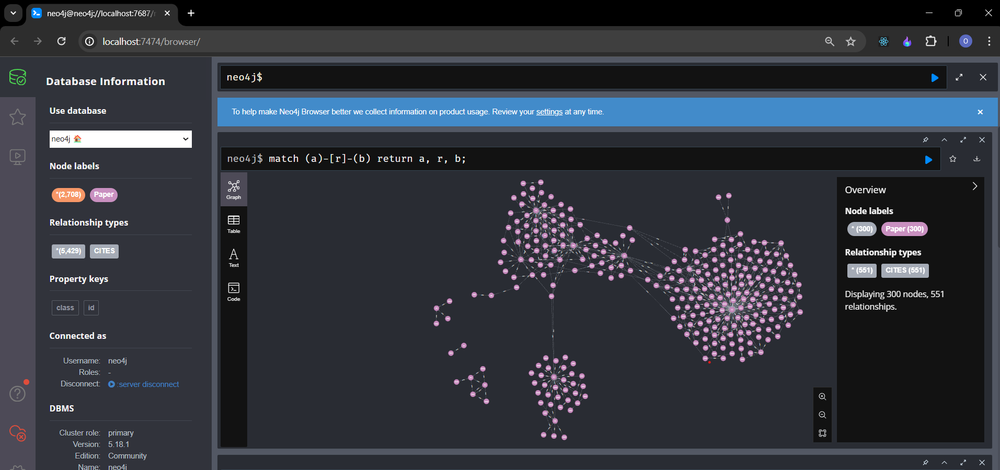 neo4j@neo4j://localhost:7687/
localhost:7474/browser/
O
Database Information
Use database
neo4j
Node labels
*(2,708) Paper
Relationship types
*(5,429) CITES
Property keys
class id
Connected as
Username: neo4j
Roles: -
Disconnect: :server disconnect
DBMS
Cluster role: primary
Version: 5.18.1
Edition: Community
Name: neo4j
neo4j$
To help make Neo4j Browser better we collect information on product usage. Review your settings at any time.
neo4j$ match (a)-[r]-(b) return a, r, b;
Graph
Table
A
Text
Code
Overview
Node labels
* (300) Paper (300)
Relationship types
* (551) CITES (551)
Displaying 300 nodes, 551
relationships.